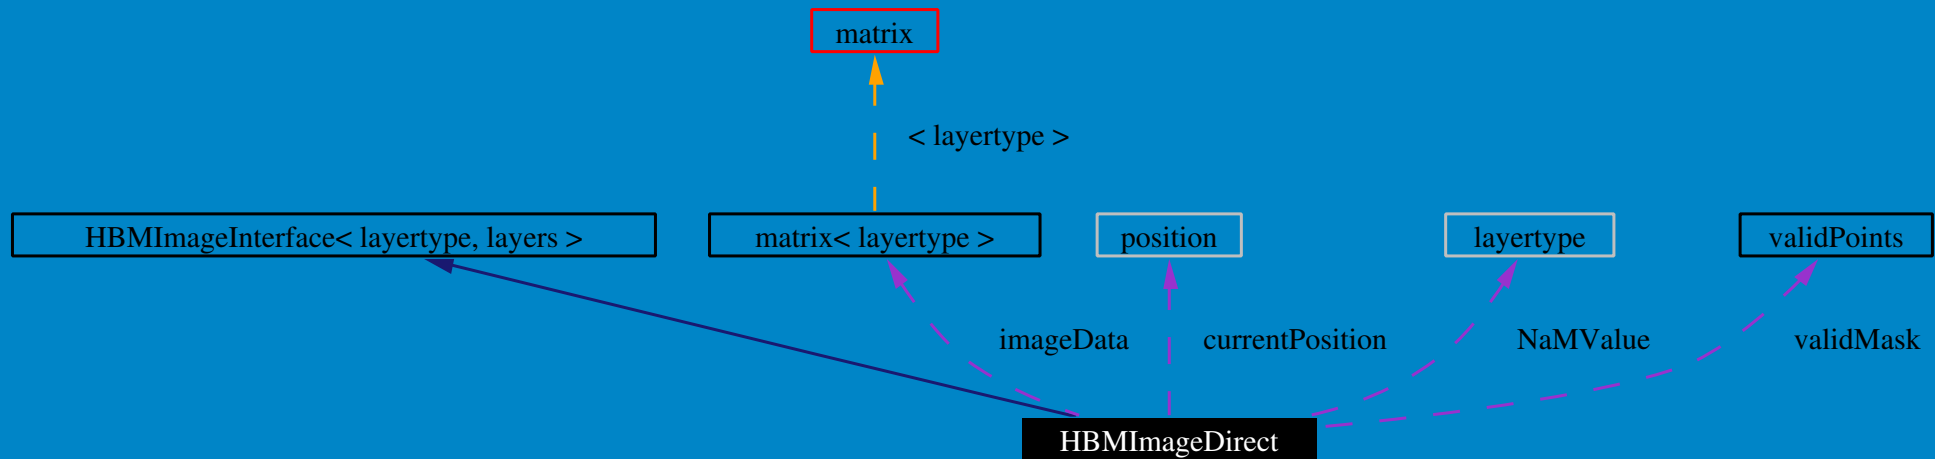 matrix
< layertype >
HBMImageInterface< layertype, layers >
matrix< layertype >
position
layertype
validPoints
imageData
currentPosition
NaMValue
validMask
HBMImageDirect